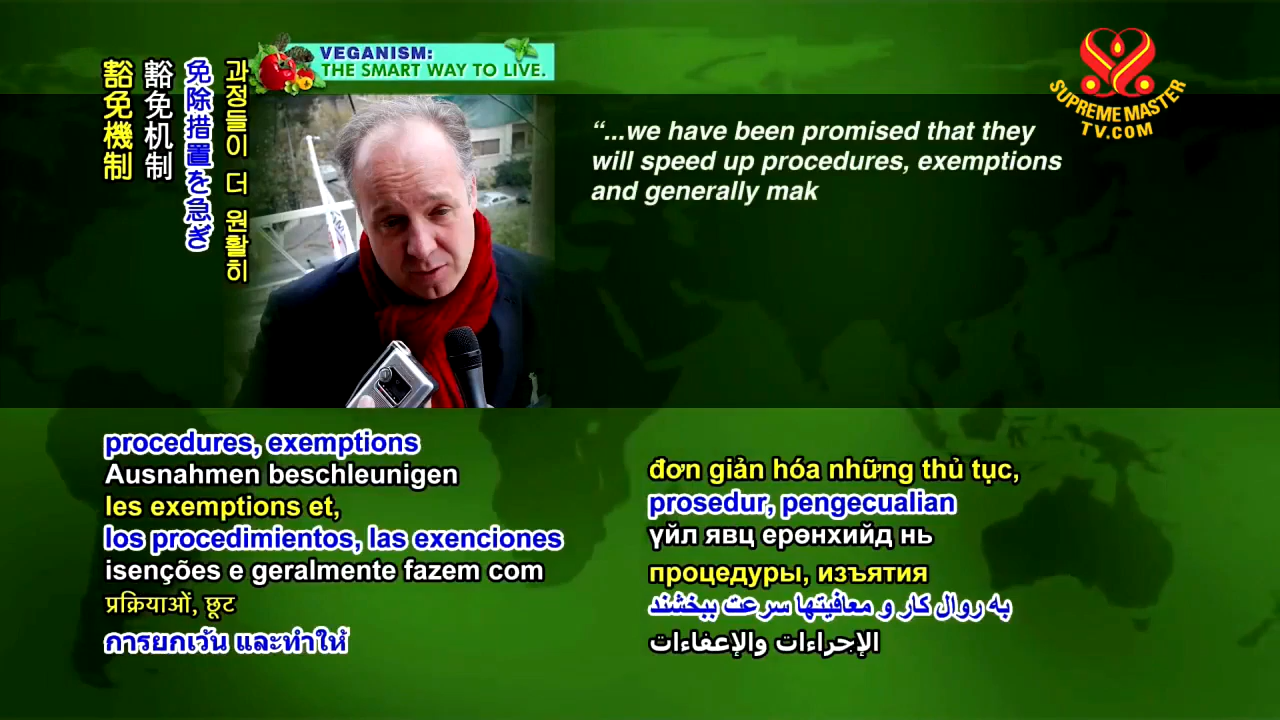 豁免機制
豁免机制
免除措置を急ぎ
과정들이 더 원활히
VEGANISM:
THE SMART WAY TO LIVE.
SUPREME MASTER
TV.COM
“...we have been promised that they
will speed up procedures, exemptions
and generally mak
procedures, exemptions
Ausnahmen beschleunigen
les exemptions et,
los procedimientos, las exenciones
isenções e geralmente fazem com
प्रक्रियाओं, छूट
การยกเว้น และทำให้
đơn giản hóa những thủ tục,
prosedur, pengecualian
үйл явц ерөнхийд нь
процедуры, изъятия
به روال کار و معافیتها سرعت ببخشند
الإجراءات والإعفاءات